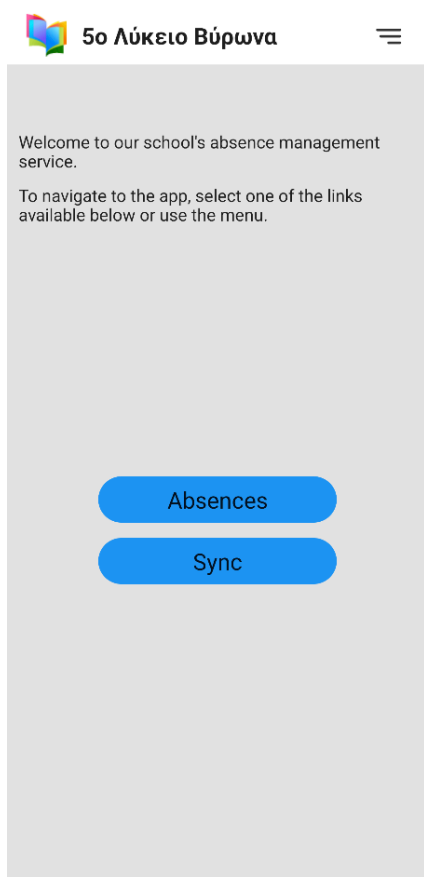 5ο Λύκειο Βύρωνα
Welcome to our school's absence management
service.
To navigate to the app, select one of the links
available below or use the menu.
Absences
Sync